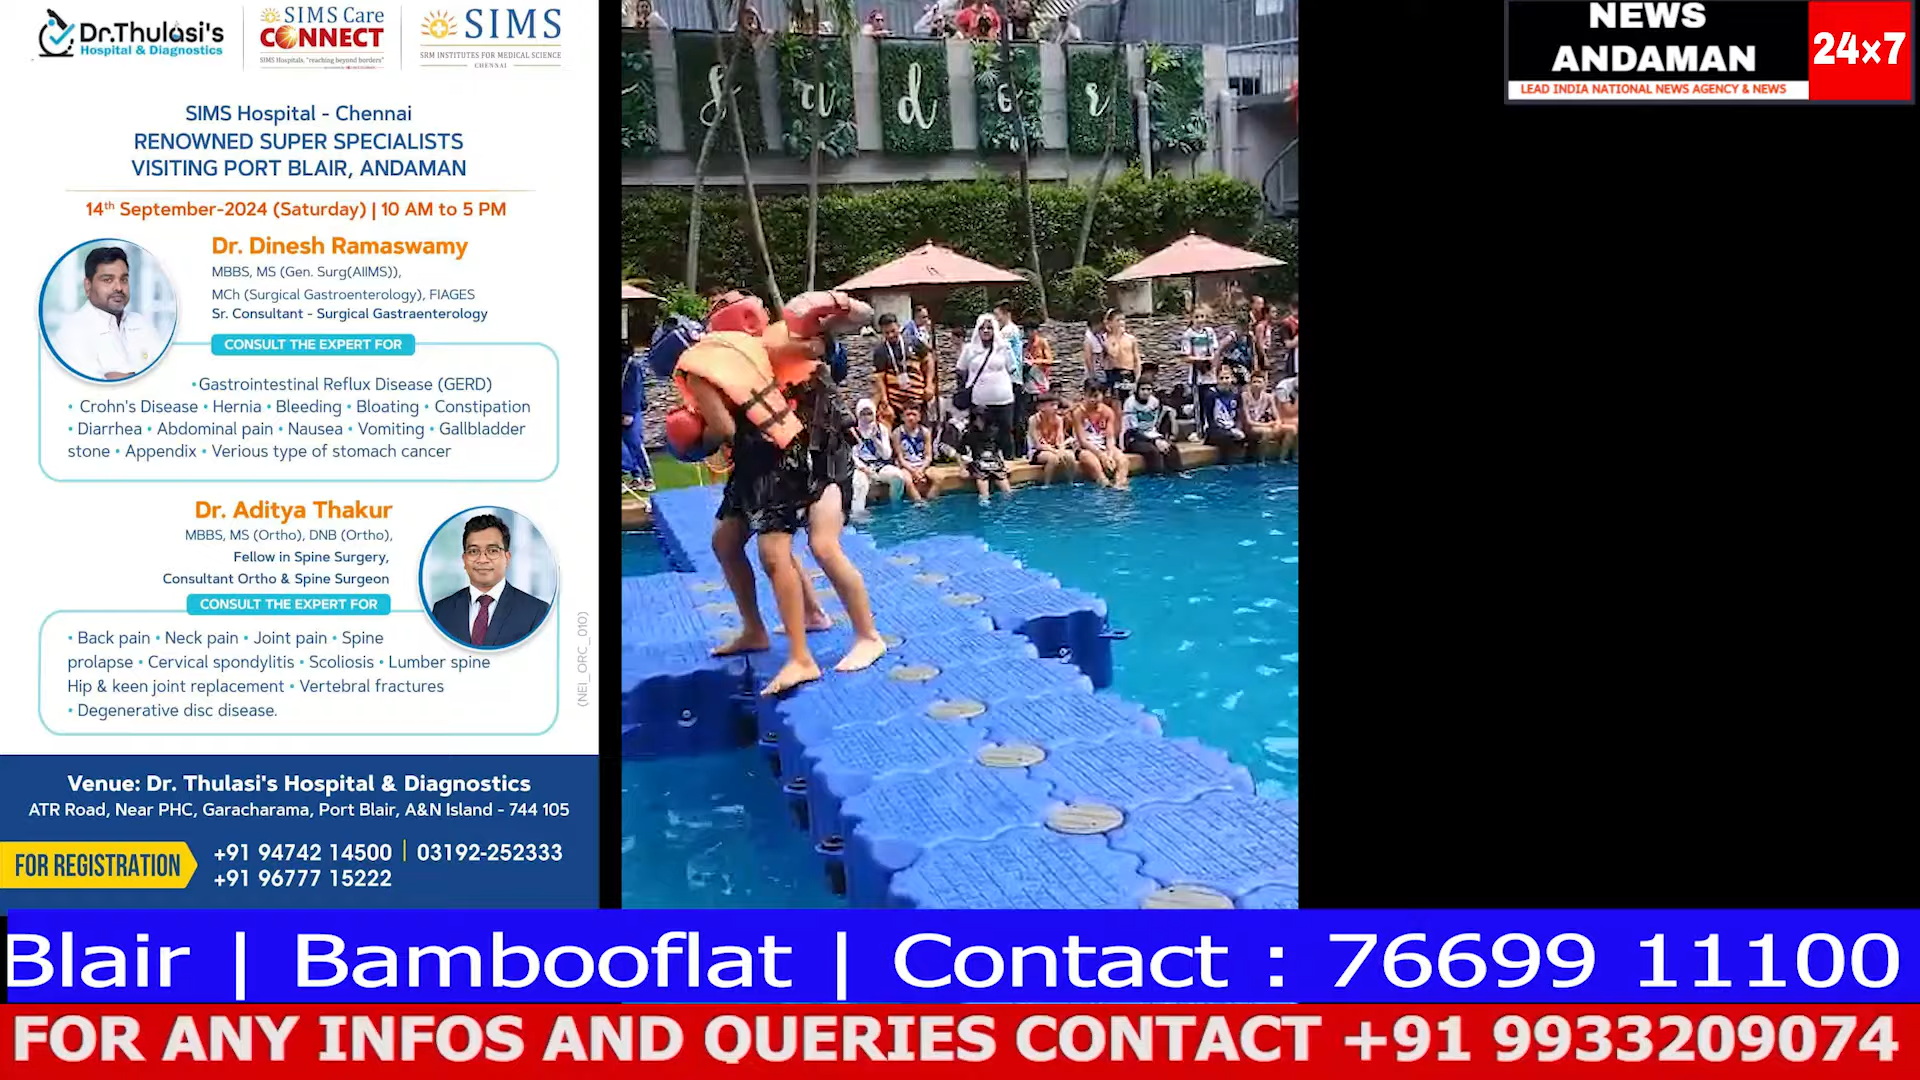 Dr.Thulasi's
Hospital & Diagnostics
SIMS Care
CONNECT
SIMS Hospitals, "reaching beyond borders"
SIMS
SRM INSTITUTES FOR MEDICAL SCIENCE
CHENNAI
SIMS Hospital - Chennai
RENOWNED SUPER SPECIALISTS
VISITING PORT BLAIR, ANDAMAN
14th September-2024 (Saturday) | 10 AM to 5 PM
Dr. Dinesh Ramaswamy
MBBS, MS (Gen. Surg(AIIMS)),
MCh (Surgical Gastroenterology), FIAGES
Sr. Consultant - Surgical Gastraenterology
CONSULT THE EXPERT FOR
• Gastrointestinal Reflux Disease (GERD)
• Crohn's Disease • Hernia • Bleeding • Bloating • Constipation
• Diarrhea • Abdominal pain • Nausea • Vomiting • Gallbladder
stone • Appendix • Verious type of stomach cancer
Dr. Aditya Thakur
MBBS, MS (Ortho), DNB (Ortho),
Fellow in Spine Surgery,
Consultant Ortho & Spine Surgeon
CONSULT THE EXPERT FOR
• Back pain • Neck pain • Joint pain • Spine
prolapse • Cervical spondylitis • Scoliosis • Lumber spine
Hip & keen joint replacement • Vertebral fractures
• Degenerative disc disease.
(NEI_ORC_010)
Venue: Dr. Thulasi's Hospital & Diagnostics
ATR Road, Near PHC, Garacharama, Port Blair, A&N Island - 744 105
FOR REGISTRATION
+91 94742 14500 | 03192-252333
+91 96777 15222
NEWS
ANDAMAN
24×7
LEAD INDIA NATIONAL NEWS AGENCY & NEWS
Blair | Bambooflat | Contact : 76699 11100
FOR ANY INFOS AND QUERIES CONTACT +91 9933209074